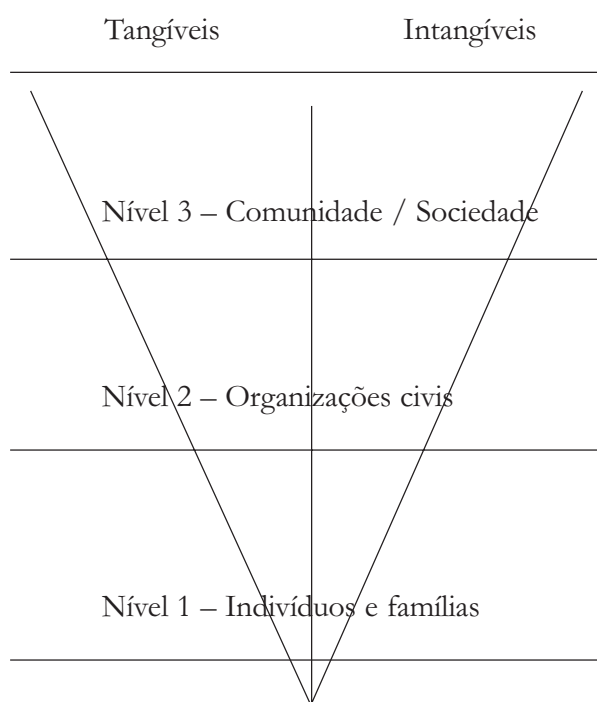 Tangíveis Intangíveis
Nível 3 – Comunidade / Sociedade
Nível 2 – Organizações civis
Nível 1 – Indivíduos e famílias